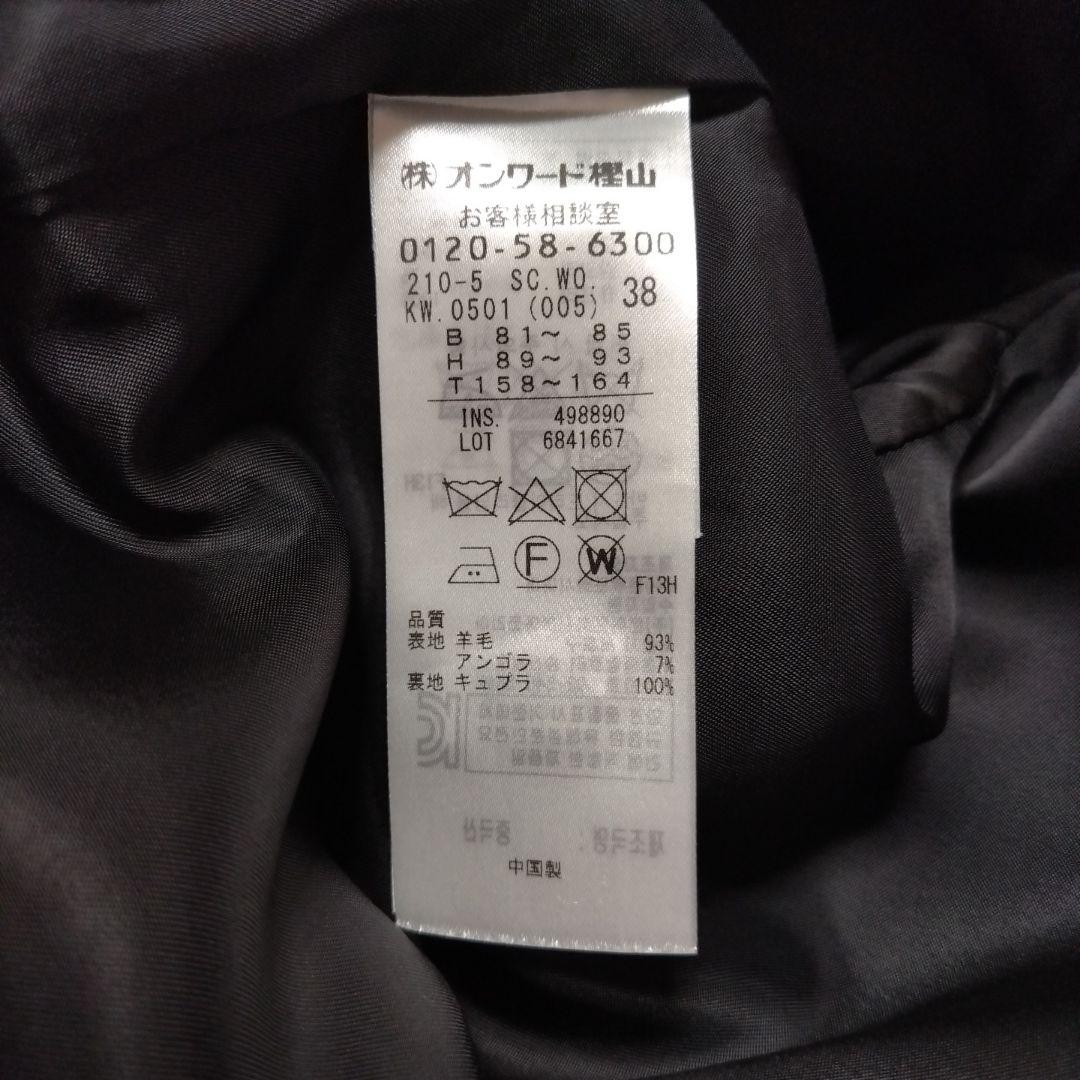 (株)オンワード樫山
お客様相談室
0120-58-6300
210-5 SC.WO.
KW.0501 (005) 38
B 81～ 85
H 89～ 93
T158～164
INS. 498890
LOT 6841667
F
W
F13H
品質
表地 羊毛 93%
アンゴラ 7%
裏地 キュプラ 100%
中国製